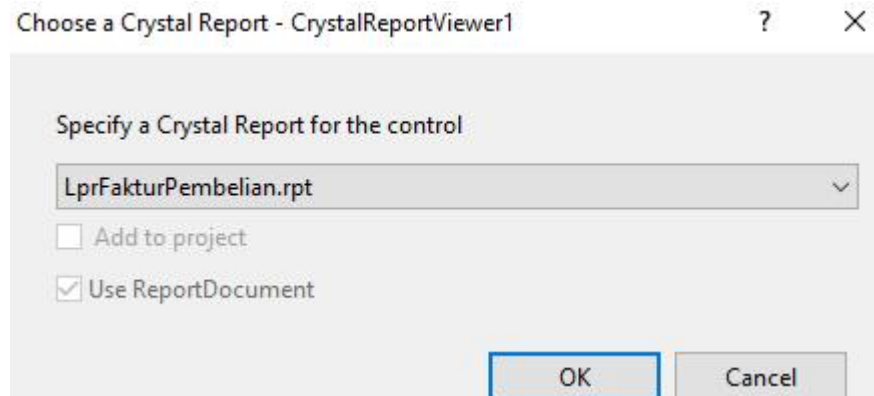 Choose a Crystal Report - CrystalReportViewer1 ?
Specify a Crystal Report for the control
LprFakturPembelian.rpt
Add to project
Use ReportDocument
OK Cancel